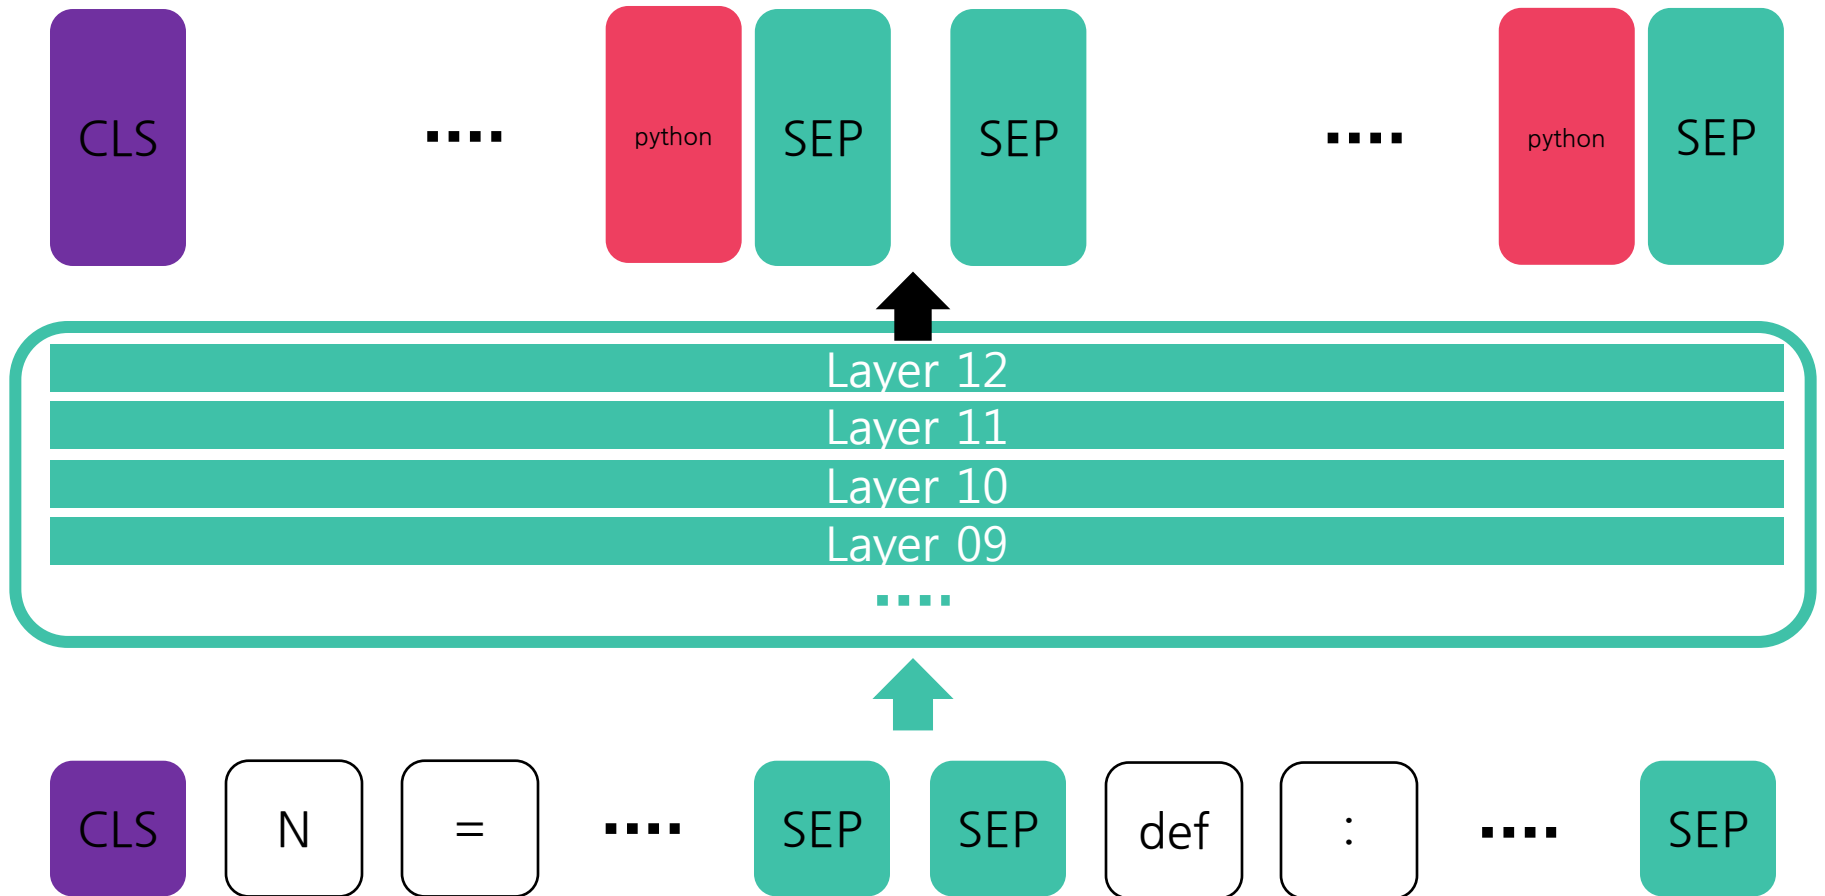 CLS .... python SEP SEP .... python SEP
Layer 12
Layer 11
Layer 10
Layer 09
....
CLS N = .... SEP SEP def : .... SEP